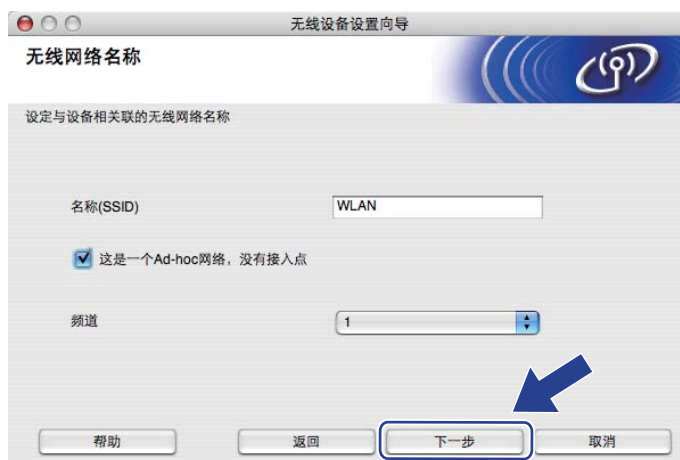 无线设备设置向导
无线网络名称
设定与设备相关联的无线网络名称
名称(SSID) WLAN
这是一个Ad-hoc网络，没有接入点
频道 1
帮助 返回 下一步 取消